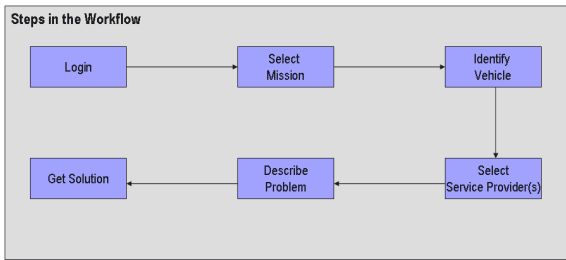 Steps in the Workflow
Login
Select
Mission
Identify
Vehicle
Select
Service Provider(s)
Describe
Problem
Get Solution